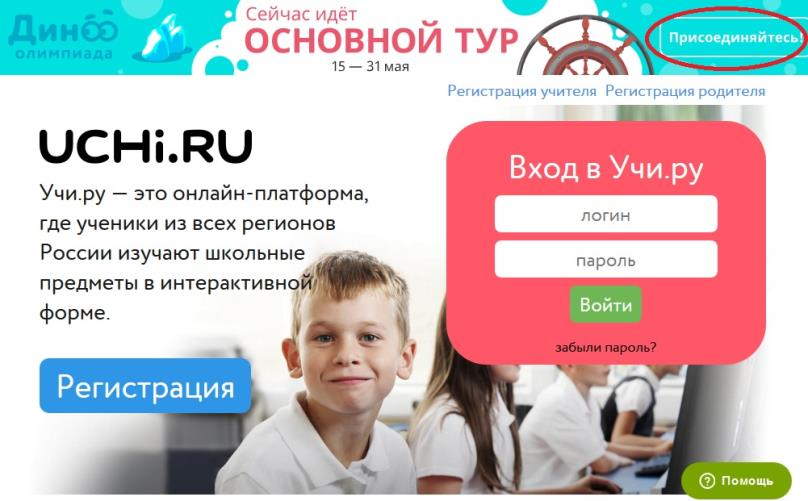 Дино
олимпиада
Сейчас идёт
ОСНОВНОЙ ТУР
15 — 31 мая
Присоединяйтесь!
Регистрация учителя Регистрация родителя
UCHi.RU
Учи.ру — это онлайн-платформа,
где ученики из всех регионов
России изучают школьные
предметы в интерактивной
форме.
Регистрация
Вход в Учи.ру
логин
пароль
Войти
забыли пароль?
Помощь